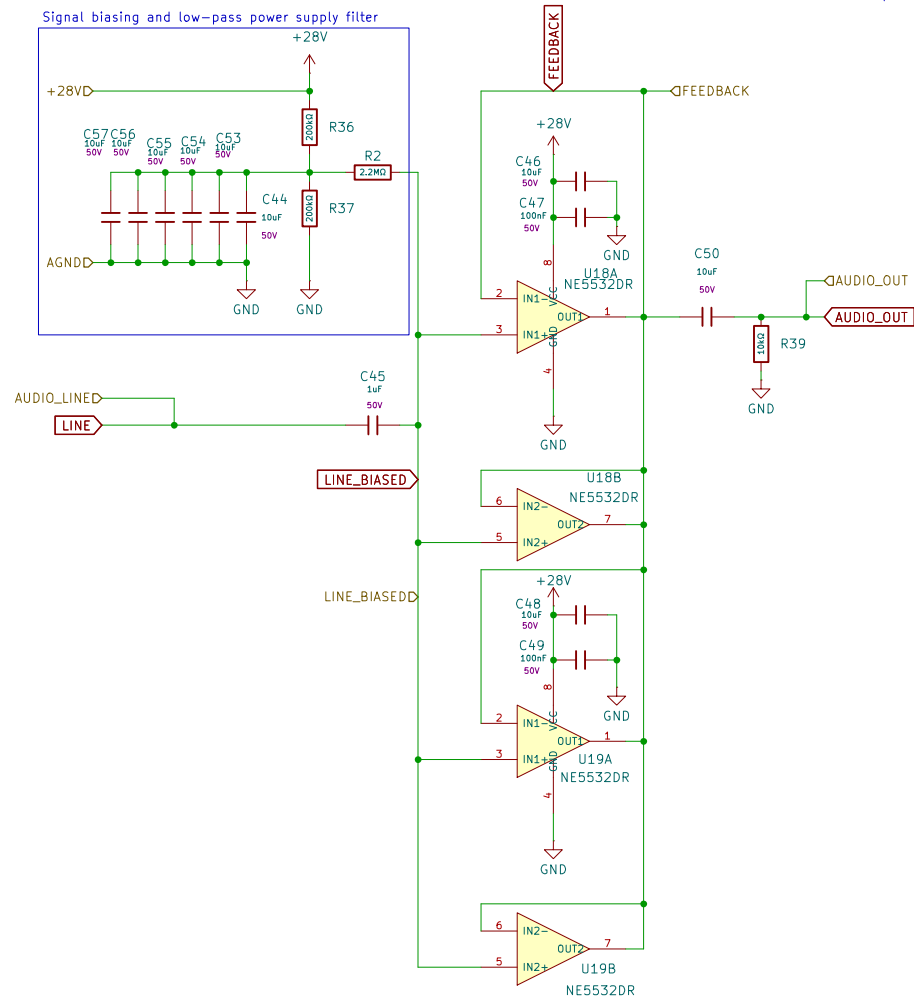 Signal biasing and low-pass power supply filter
+28V
+28V
R36
200kΩ
C57
10uF
50V
C56
10uF
50V
C55
10uF
50V
C54
10uF
50V
C53
10uF
50V
R2
2.2MΩ
C44
10uF
50V
R37
200kΩ
AGND
GND
GND
FEEDBACK
FEEDBACK
+28V
C46
10uF
50V
C47
100nF
50V
GND
8
VCC
U18A
NE5532DR
2
IN1-
3
IN1+
OUT1
1
GND
4
GND
C50
10uF
50V
AUDIO_OUT
AUDIO_OUT
R39
10kΩ
GND
AUDIO_LINE
LINE
C45
1uF
50V
LINE_BIASED
U18B
NE5532DR
6
IN2-
5
IN2+
OUT2
7
LINE_BIASED
+28V
C48
10uF
50V
C49
100nF
50V
GND
8
VCC
2
IN1-
3
IN1+
OUT1
1
GND
4
U19A
NE5532DR
GND
6
IN2-
5
IN2+
OUT2
7
U19B
NE5532DR